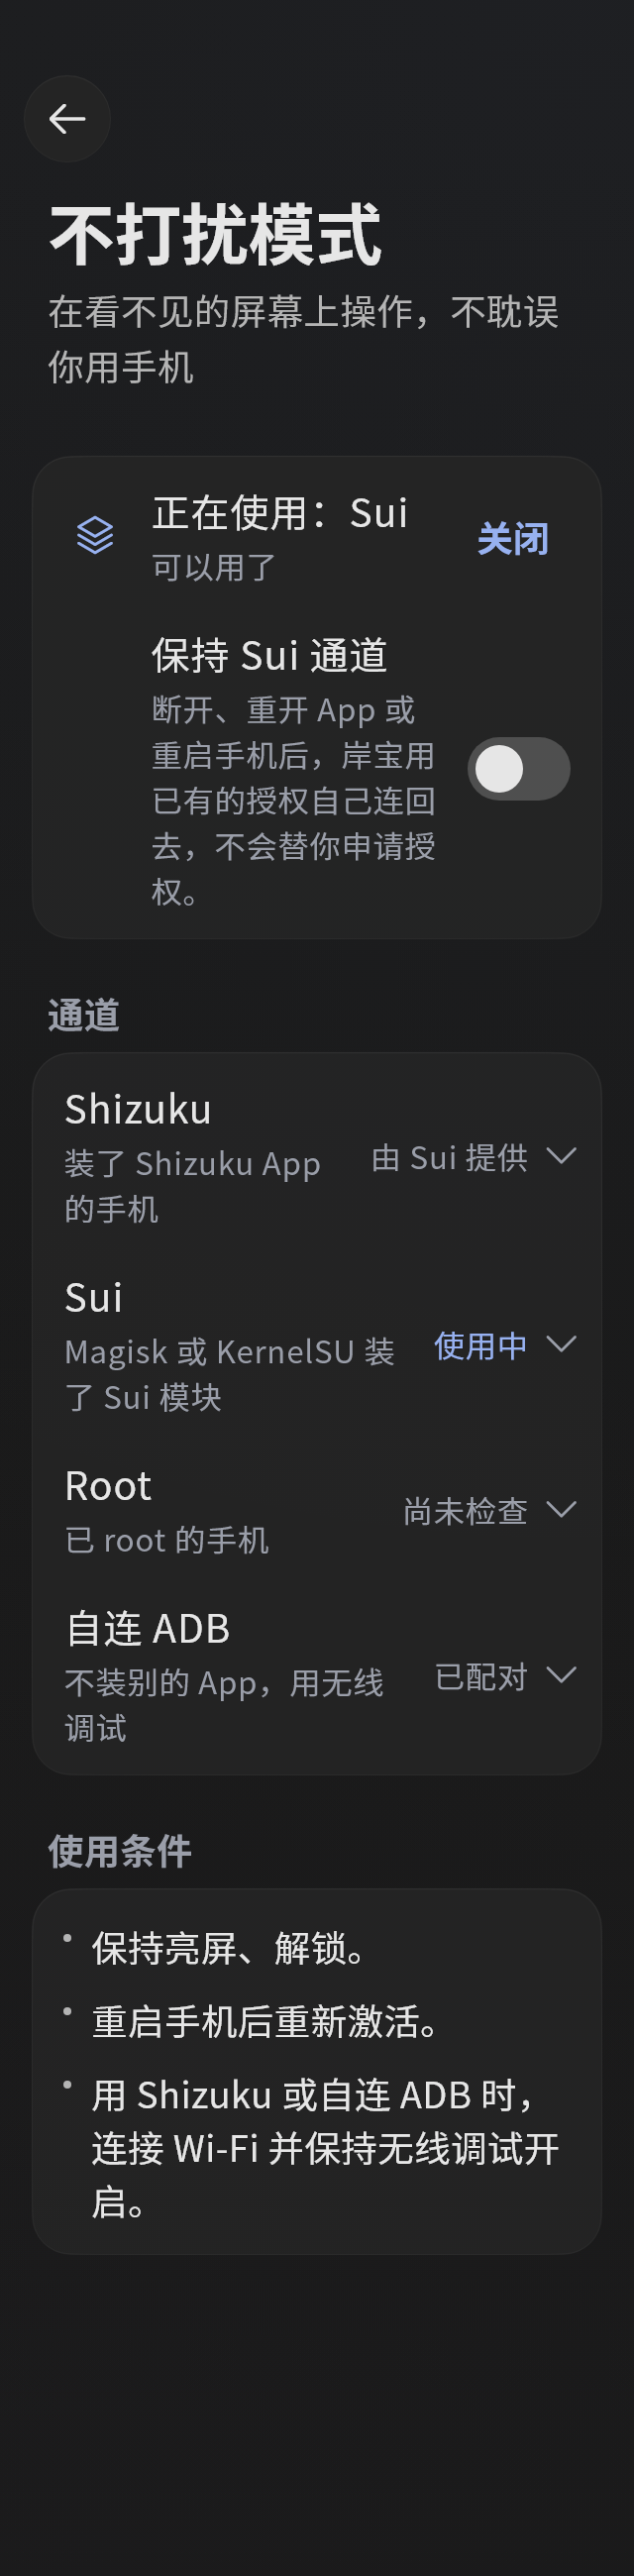 不打扰模式
在看不见的屏幕上操作，不耽误
你用手机
正在使用：Sui
可以用了
关闭
保持 Sui 通道
断开、重开 App 或
重启手机后，岸宝用
已有的授权自己连回
去，不会替你申请授
权。
通道
Shizuku
装了 Shizuku App
的手机
由 Sui 提供
Sui
Magisk 或 KernelSU 装
了 Sui 模块
使用中
Root
已 root 的手机
尚未检查
自连 ADB
不装别的 App，用无线
调试
已配对
使用条件
• 保持亮屏、解锁。
• 重启手机后重新激活。
• 用 Shizuku 或自连 ADB 时，
连接 Wi-Fi 并保持无线调试开
启。